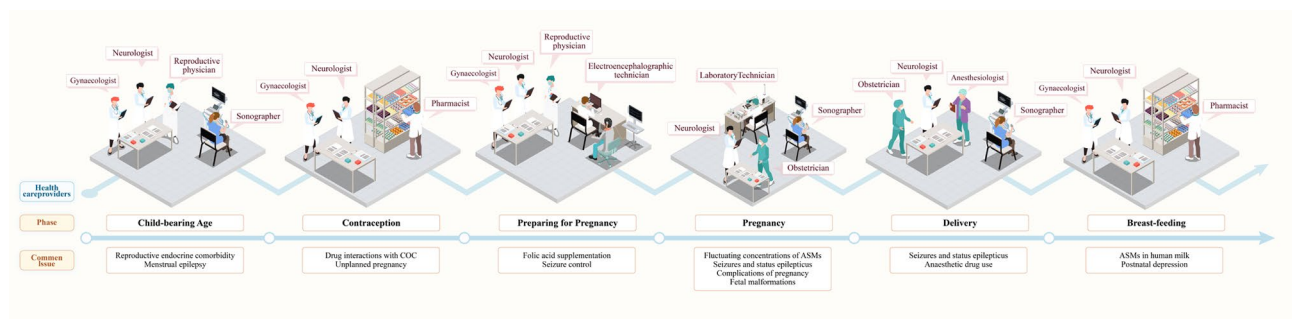 Neurologist
Reproductive
physician
Gynaecologist
Sonographer
Neurologist
Gynaecologist
Pharmacist
Reproductive
physician
Neurologist
Gynaecologist
Electroencephalographic
technician
LaboratoryTechnician
Sonographer
Neurologist
Obstetrician
Neurologist
Anesthesiologist
Obstetrician
Sonographer
Neurologist
Gynaecologist
Pharmacist
Health
careproviders
Phase
Child-bearing Age
Contraception
Preparing for Pregnancy
Pregnancy
Delivery
Breast-feeding
Commen
Issue
Reproductive endocrine comorbidity
Menstrual epilepsy
Drug interactions with COC
Unplanned pregnancy
Folic acid supplementation
Seizure control
Fluctuating concentrations of ASMs
Seizures and status epilepticus
Complications of pregnancy
Fetal malformations
Seizures and status epilepticus
Anaesthetic drug use
ASMs in human milk
Postnatal depression